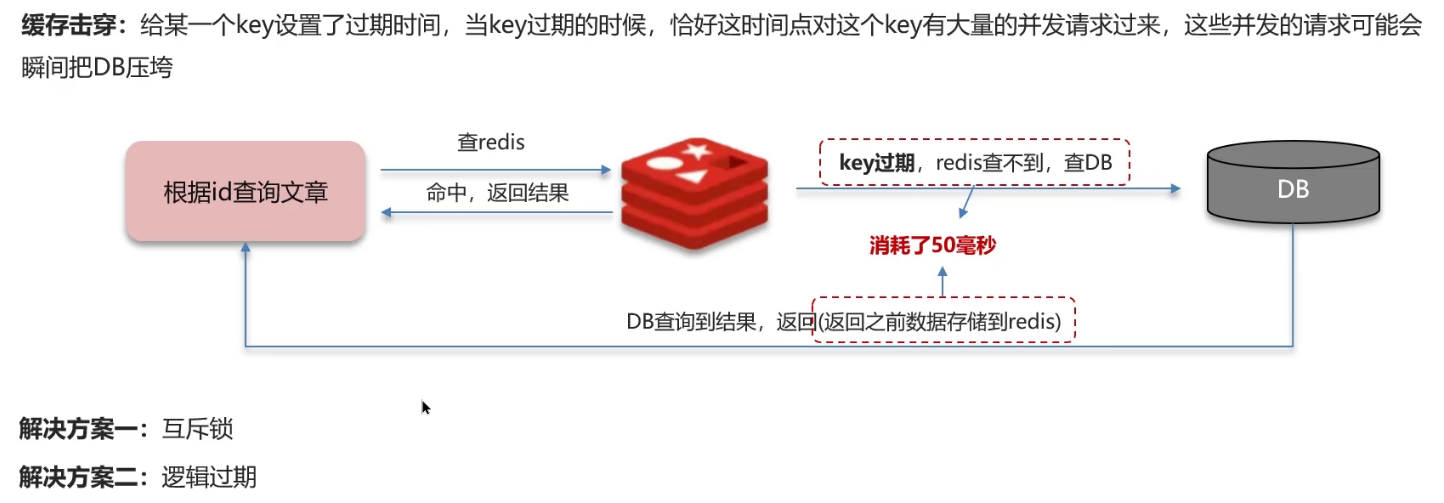 缓存击穿：给某一个key设置了过期时间，当key过期的时候，恰好这时间点对这个key有大量的并发请求过来，这些并发的请求可能会
瞬间把DB压垮
查redis
key过期，redis查不到，查DB
根据id查询文章
命中，返回结果
DB
消耗了50毫秒
DB查询到结果，返回(返回之前数据存储到redis)
解决方案一：互斥锁
解决方案二：逻辑过期